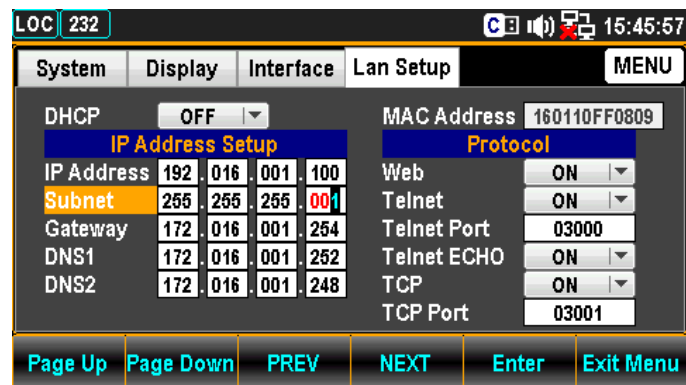 LOC 232 C 15:45:57
System Display Interface Lan Setup MENU
DHCP OFF MAC Address 160110FF0809
IP Address Setup Protocol
IP Address 192 . 016 . 001 . 100 Web ON
Subnet 255 . 255 . 255 . 001 Telnet ON
Gateway 172 . 016 . 001 . 254 Telnet Port 03000
DNS1 172 . 016 . 001 . 252 Telnet ECHO ON
DNS2 172 . 016 . 001 . 248 TCP ON
TCP Port 03001
Page Up Page Down PREV NEXT Enter Exit Menu